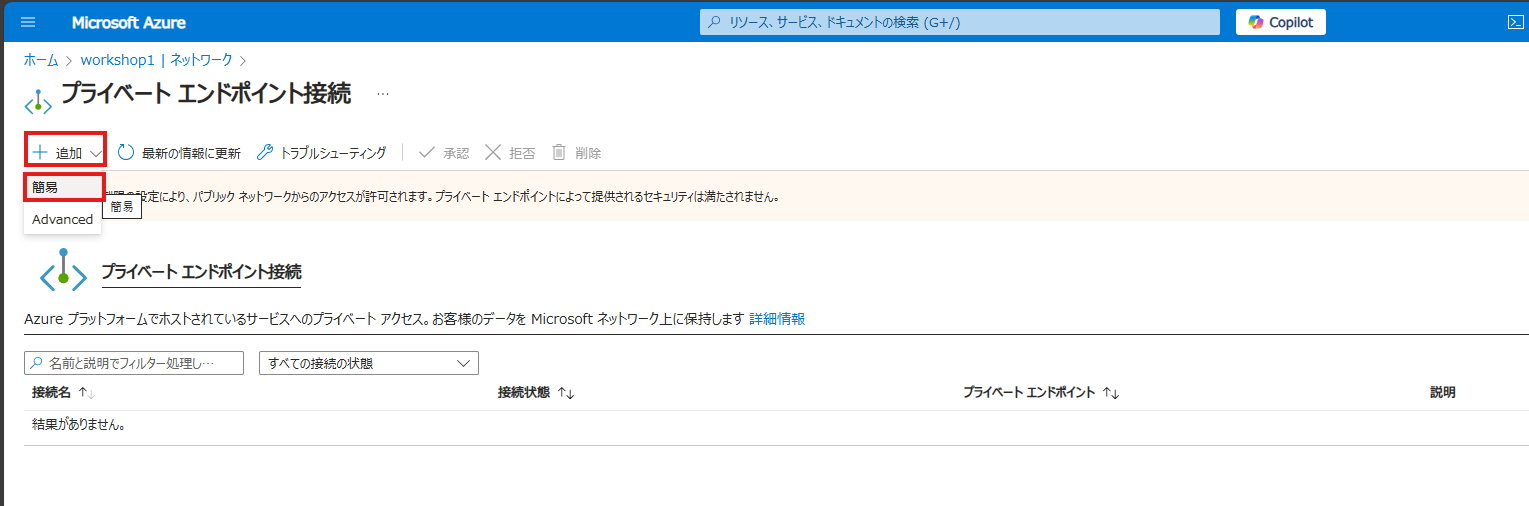 Microsoft Azure
リソース、サービス、ドキュメントの検索 (G+/)
Copilot
ホーム > workshop1 | ネットワーク >
プライベート エンドポイント接続 ...
追加 最新の情報に更新 トラブルシューティング 承認 拒否 削除
簡易
の設定により、パブリック ネットワークからのアクセスが許可されます。プライベート エンドポイントによって提供されるセキュリティは満たされません。
簡易
Advanced
プライベート エンドポイント接続
Azure プラットフォームでホストされているサービスへのプライベート アクセス。お客様のデータを Microsoft ネットワーク上に保持します 詳細情報
名前と説明でフィルター処理し… すべての接続の状態
接続名 ↑↓ 接続状態 ↑↓ プライベート エンドポイント ↑↓ 説明
結果がありません。